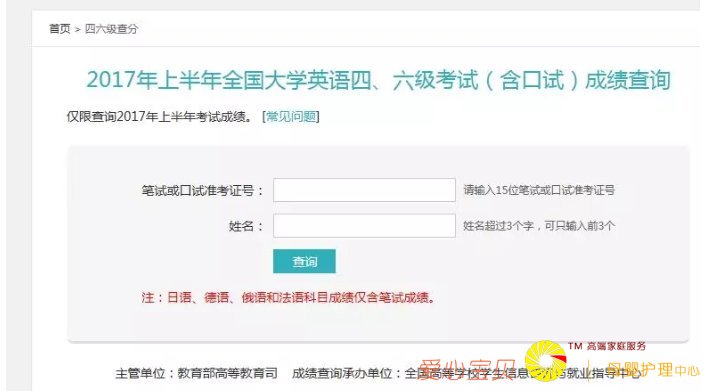 首页 > 四六级查分
2017年上半年全国大学英语四、六级考试（含口试）成绩查询
仅限查询2017年上半年考试成绩。 [常见问题]
笔试或口试准考证号： 请输入15位笔试或口试准考证号
姓名： 姓名超过3个字，可只输入前3个
查询
注：日语、德语、俄语和法语科目成绩仅含笔试成绩。
TM 高端家庭服务
爱心宝贝 母婴护理中心
主管单位：教育部高等教育司 成绩查询承办单位：全国高等学校学生信息咨询与就业指导中心